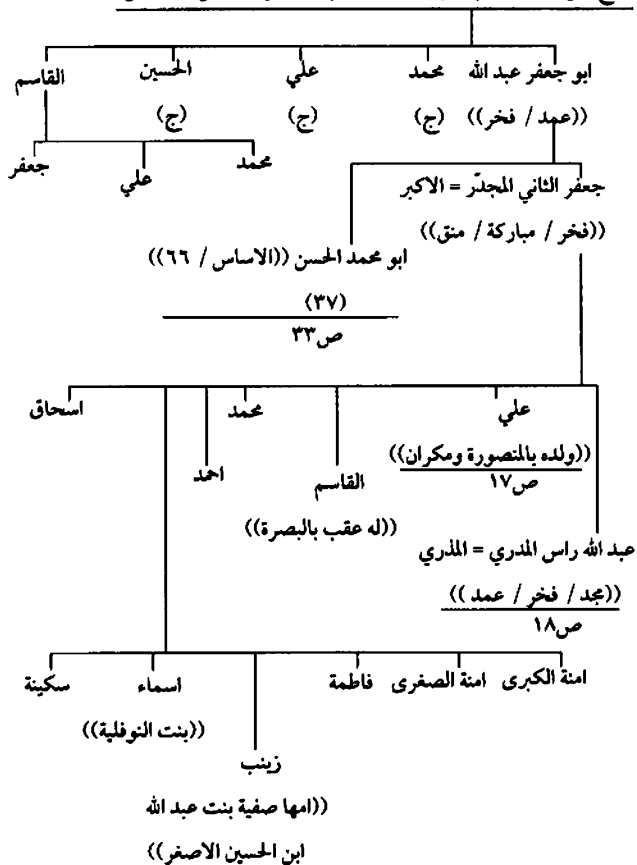 ابو جعفر عبد الله محمد علي الحسين القاسم
((عمد / فخر)) (ج) (ج) (ج)
محمد علي جعفر
جعفر الثاني المجدّر = الاكبر
((فخر / مباركة / منق))
ابو محمد الحسن ((الاساس / ٦٦))
(٣٧)
ص٣٣
علي محمد اسحاق
احمد
((ولده بالمنصورة ومكران))
ص١٧
القاسم
((له عقب بالبصرة))
عبد الله راس المدري = المذري
((مجد / فخر / عمد))
ص١٨
امنة الكبرى امنة الصغرى فاطمة اسماء سكينة
((بنت النوفلية))
زينب
((امها صفية بنت عبد الله
ابن الحسين الاصغر))